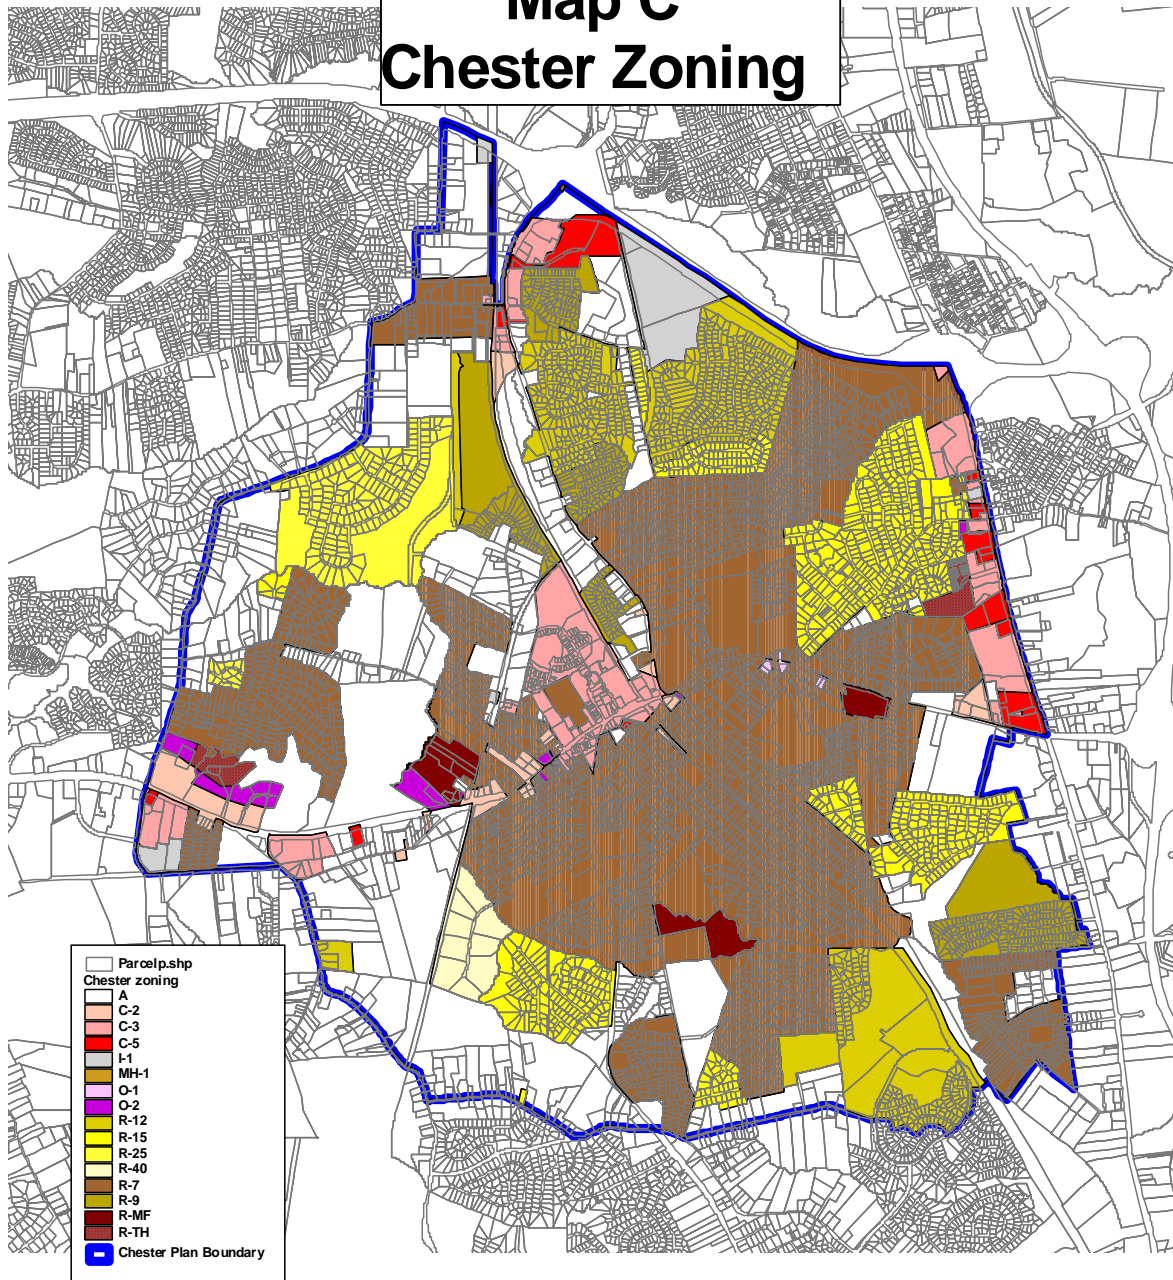 Map C
Chester Zoning
Parcelp.shp
Chester zoning
A
C-2
C-3
C-5
I-1
MH-1
O-1
O-2
R-12
R-15
R-25
R-40
R-7
R-9
R-MF
R-TH
Chester Plan Boundary